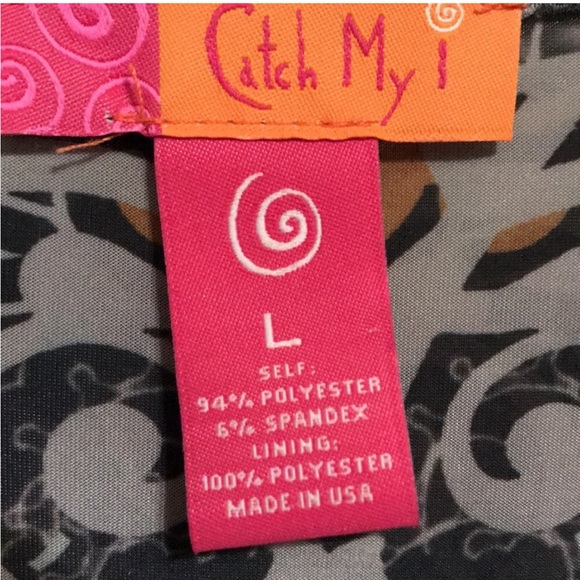 Catch My i
L
SELF:
94% POLYESTER
6% SPANDEX
LINING:
100% POLYESTER
MADE IN USA